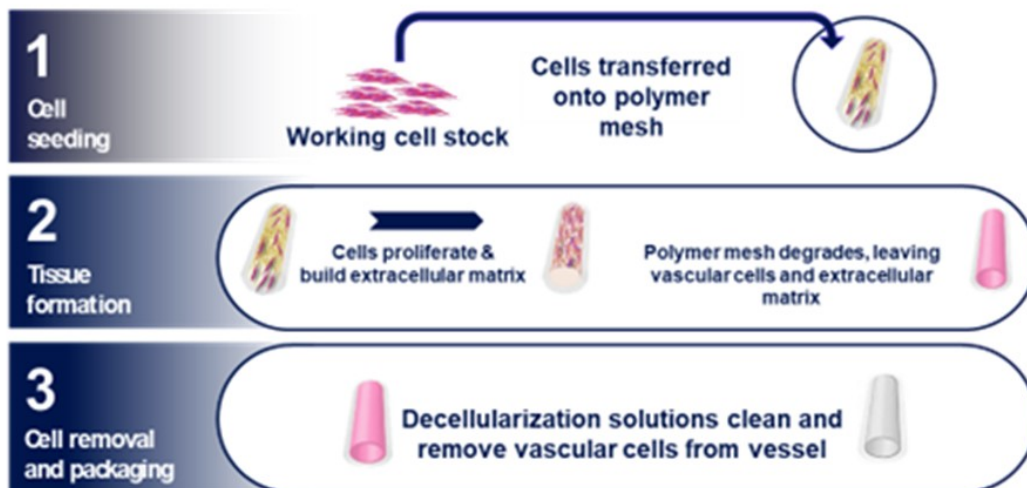 1
Cell
seeding
Working cell stock
Cells transferred
onto polymer
mesh
2
Tissue
formation
Cells proliferate &
build extracellular matrix
Polymer mesh degrades, leaving
vascular cells and extracellular
matrix
3
Cell removal
and packaging
Decellularization solutions clean and
remove vascular cells from vessel